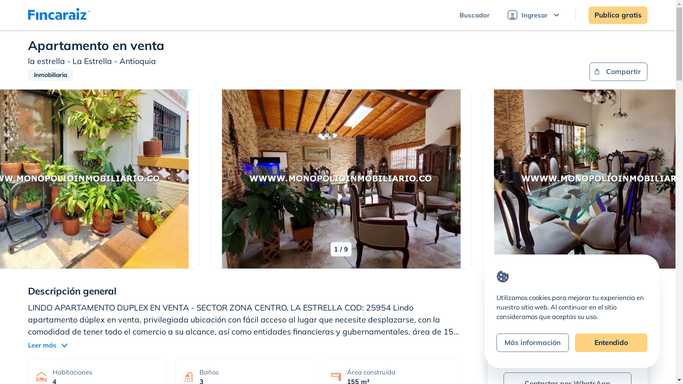 Fincaraiz
Buscador
Ingresar
Publica gratis
Apartamento en venta
la estrella - La Estrella - Antioquia
Inmobiliaria
Compartir
WWW.MONOPOLIOINMOBILIARIO.CO
WWWW.MONOPOLIOINMOBILIARIO.CO
WWWW.MONOPOLIOINMOBILIAR
1 / 9
Descripción general
LINDO APARTAMENTO DUPLEX EN VENTA - SECTOR ZONA CENTRO, LA ESTRELLA COD: 25954 Lindo
apartamento dúplex en venta, privilegiada ubicación con fácil acceso al lugar que necesite desplazarse, con la
comodidad de tener todo el comercio a su alcance, así como entidades financieras y gubernamentales. área de 15...
Leer más
Habitaciones
4
Baños
3
Área construida
155 m²
Utilizamos cookies para mejorar tu experiencia en
nuestro sitio web. Al continuar en el sitio
consideramos que aceptas su uso.
Más información
Entendido
Contactar por WhatsApp